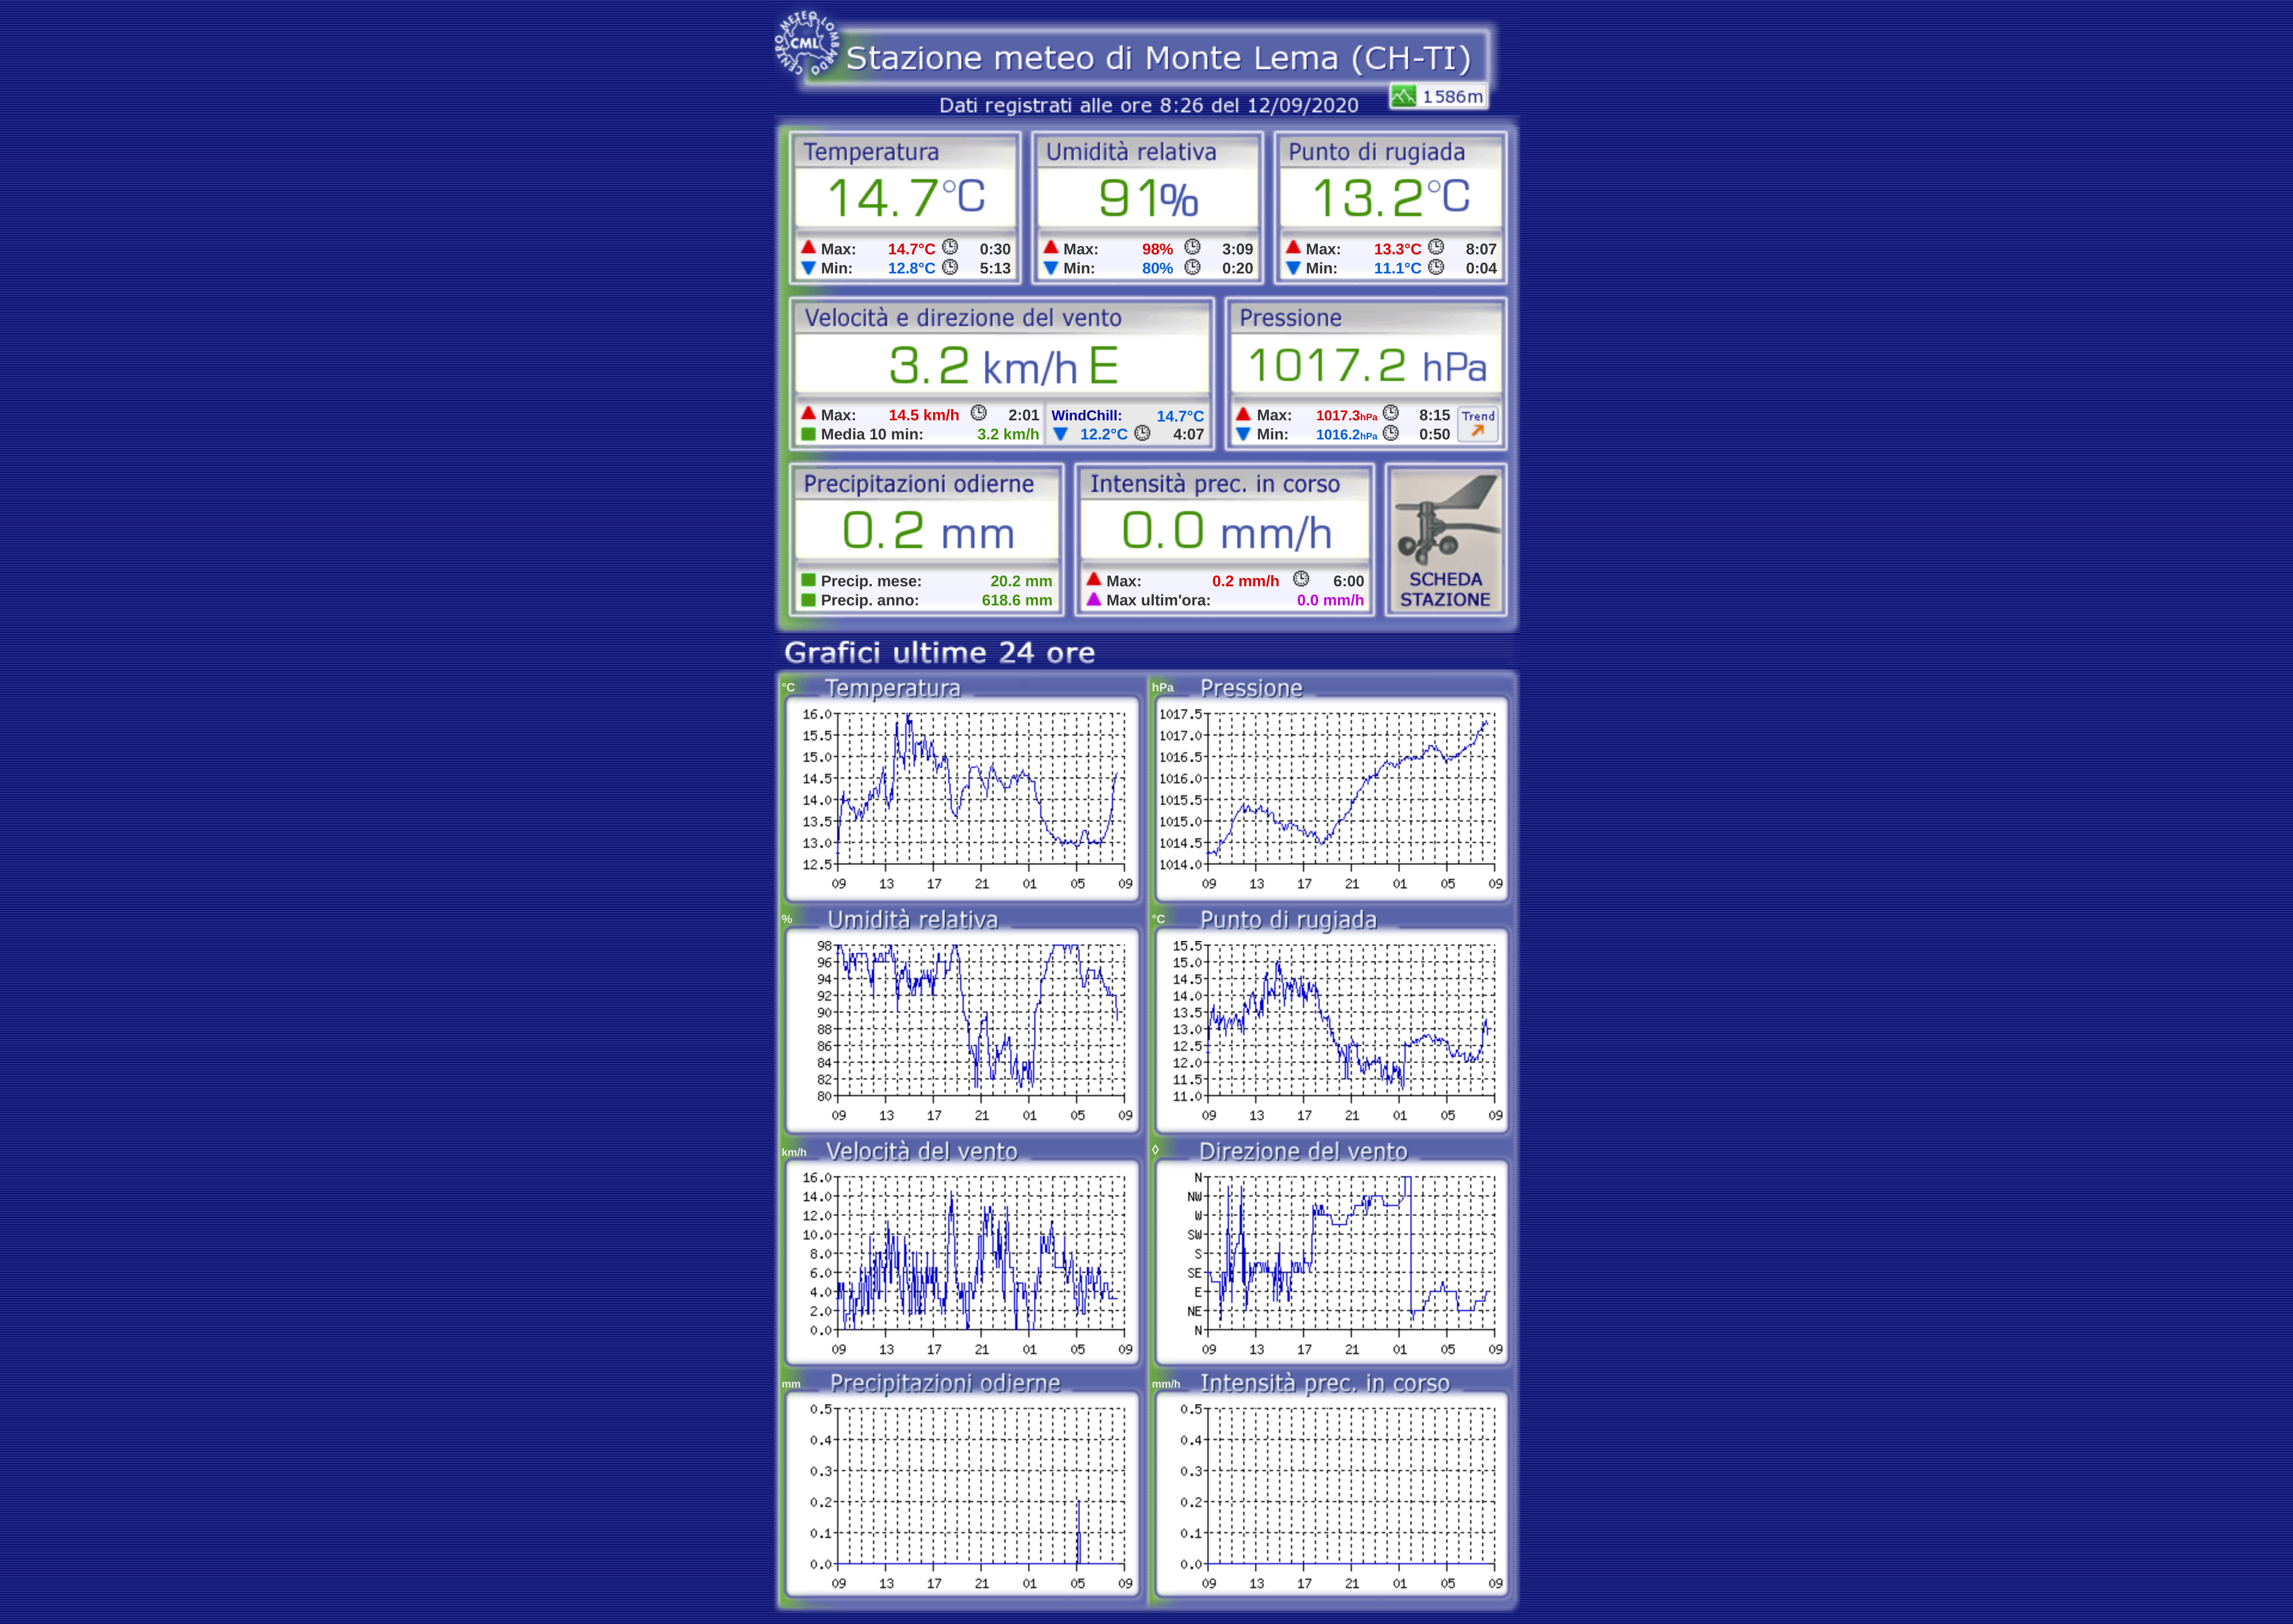 CENTRO METEO LOMBARDO
CML
Stazione meteo di Monte Lema (CH-TI)
1586m
Dati registrati alle ore 8:26 del 12/09/2020
Temperatura
14.7°C
Max: 14.7°C 0:30
Min: 12.8°C 5:13
Umidità relativa
91%
Max: 98% 3:09
Min: 80% 0:20
Punto di rugiada
13.2°C
Max: 13.3°C 8:07
Min: 11.1°C 0:04
Velocità e direzione del vento
3.2 km/h E
Max: 14.5 km/h 2:01
Media 10 min: 3.2 km/h
WindChill: 14.7°C
12.2°C 4:07
Pressione
1017.2 hPa
Max: 1017.3hPa 8:15
Min: 1016.2hPa 0:50
Trend
Precipitazioni odierne
0.2 mm
Precip. mese: 20.2 mm
Precip. anno: 618.6 mm
Intensità prec. in corso
0.0 mm/h
Max: 0.2 mm/h 6:00
Max ultim'ora: 0.0 mm/h
SCHEDA
STAZIONE
Grafici ultime 24 ore
°C Temperatura
16.0
15.5
15.0
14.5
14.0
13.5
13.0
12.5
09 13 17 21 01 05 09
hPa Pressione
1017.5
1017.0
1016.5
1016.0
1015.5
1015.0
1014.5
1014.0
09 13 17 21 01 05 09
% Umidità relativa
98
96
94
92
90
88
86
84
82
80
09 13 17 21 01 05 09
°C Punto di rugiada
15.5
15.0
14.5
14.0
13.5
13.0
12.5
12.0
11.5
11.0
09 13 17 21 01 05 09
km/h Velocità del vento
16.0
14.0
12.0
10.0
8.0
6.0
4.0
2.0
0.0
09 13 17 21 01 05 09
◊ Direzione del vento
N
NW
W
SW
S
SE
E
NE
N
09 13 17 21 01 05 09
mm Precipitazioni odierne
0.5
0.4
0.3
0.2
0.1
0.0
09 13 17 21 01 05 09
mm/h Intensità prec. in corso
0.5
0.4
0.3
0.2
0.1
0.0
09 13 17 21 01 05 09